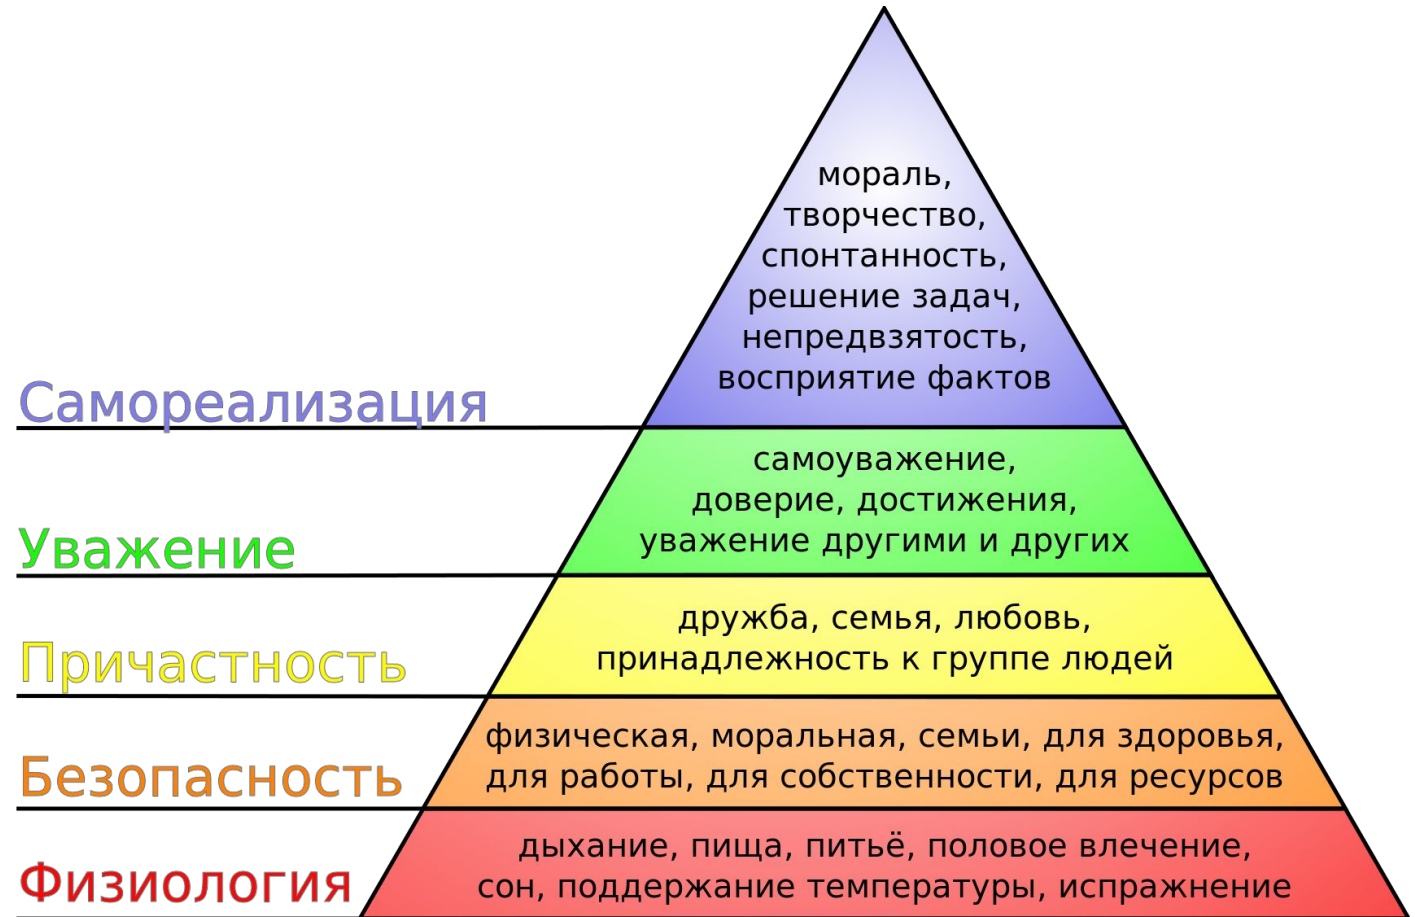 мораль,
творчество,
спонтанность,
решение задач,
непредвзятость,
восприятие фактов
Самореализация
самоуважение,
доверие, достижения,
уважение другими и других
Уважение
дружба, семья, любовь,
принадлежность к группе людей
Причастность
физическая, моральная, семьи, для здоровья,
для работы, для собственности, для ресурсов
Безопасность
дыхание, пища, питьё, половое влечение,
сон, поддержание температуры, испражнение
Физиология